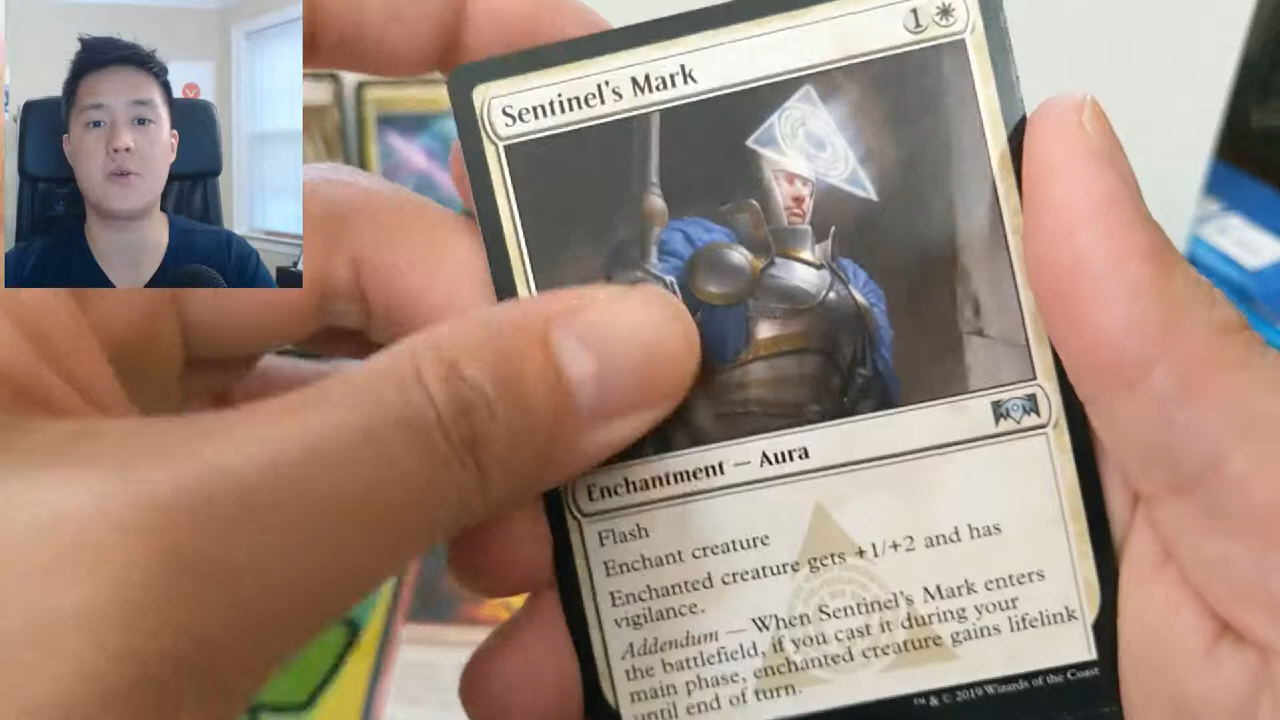 Sentinel's Mark
1
Enchantment — Aura
Flash
Enchant creature
Enchanted creature gets +1/+2 and has
vigilance.
Addendum — When Sentinel's Mark enters
the battlefield, if you cast it during your
main phase, enchanted creature gains lifelink
until end of turn.
™ & © 2019 Wizards of the Coast